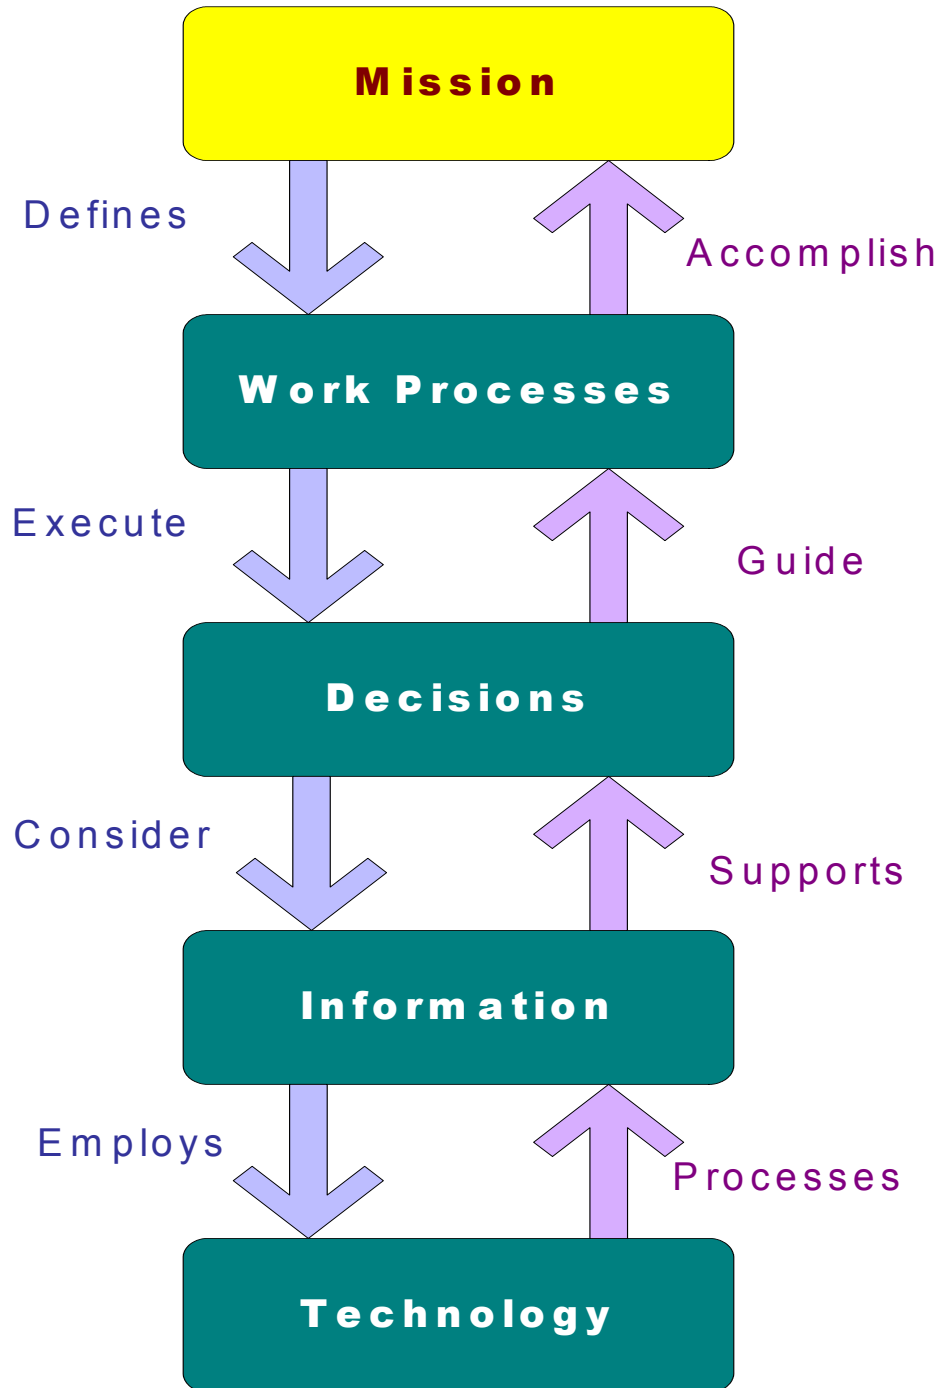 Mission
Defines
Accomplish
Work Processes
Execute
Guide
Decisions
Consider
Supports
Information
Employs
Processes
Technology